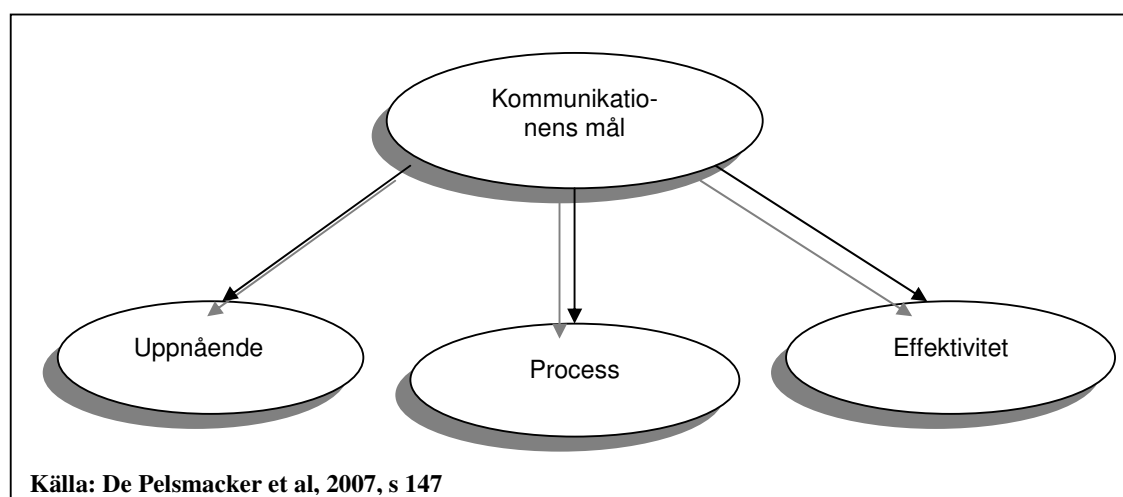 Kommunikatio-
nens mål
Uppnående
Process
Effektivitet
Källa: De Pelsmacker et al, 2007, s 147